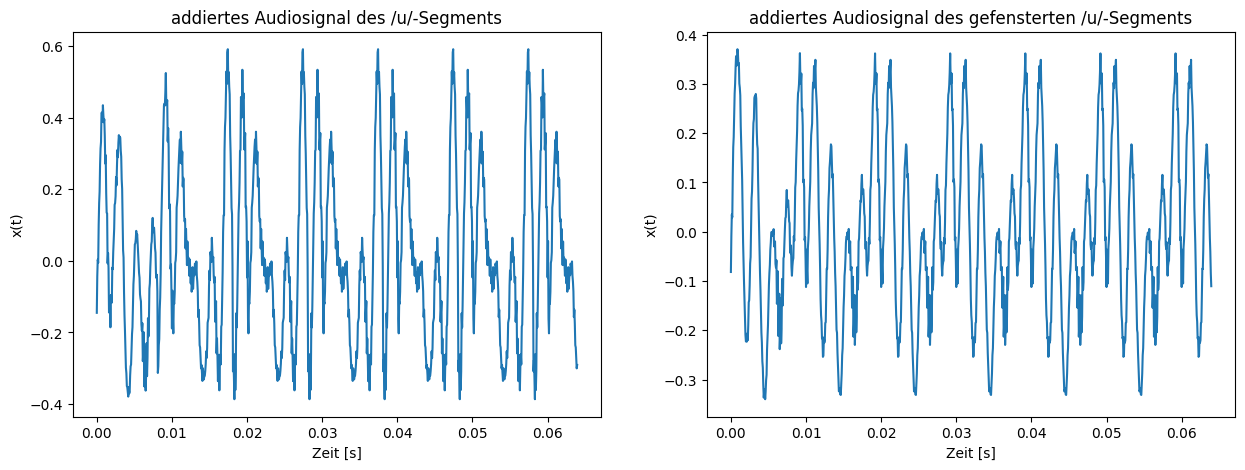 addiertes Audiosignal des /u/-Segments
0.6
0.4
0.2
0.0
−0.2
−0.4
x(t)
0.00 0.01 0.02 0.03 0.04 0.05 0.06
Zeit [s]
addiertes Audiosignal des gefensterten /u/-Segments
0.4
0.3
0.2
0.1
0.0
−0.1
−0.2
−0.3
x(t)
0.00 0.01 0.02 0.03 0.04 0.05 0.06
Zeit [s]